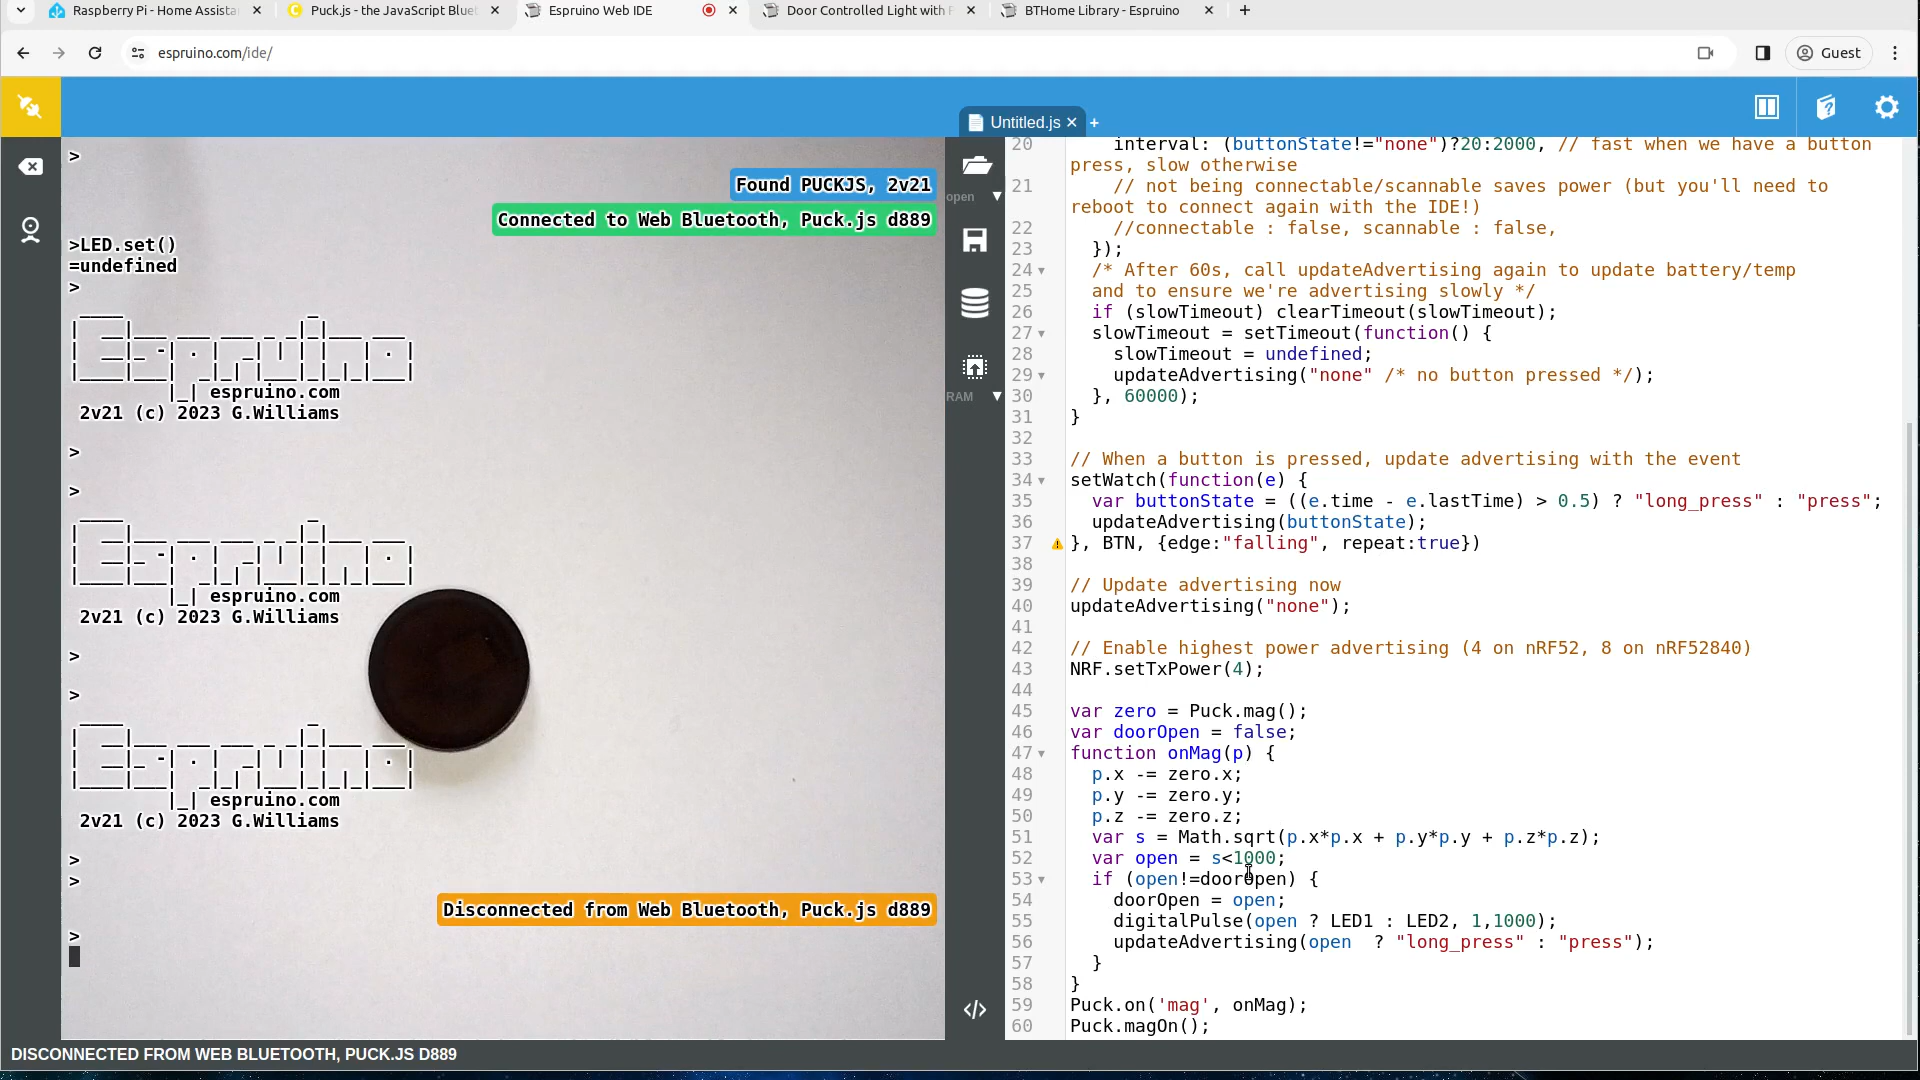 Raspberry Pi - Home Assista
Puck.js - the JavaScript Blue
Espruino Web IDE
Door Controlled Light with
BTHome Library - Espruino
espruino.com/ide/
Guest
Untitled.js
>
Found PUCKJS, 2v21
Connected to Web Bluetooth, Puck.js d889
>LED.set()
=undefined
>
Espruino
espruino.com
2v21 (c) 2023 G.Williams
>
>
Espruino
espruino.com
2v21 (c) 2023 G.Williams
>
>
Espruino
espruino.com
2v21 (c) 2023 G.Williams
>
>
Disconnected from Web Bluetooth, Puck.js d889
>
open
RAM
20 interval: (buttonState!="none")?20:2000, // fast when we have a button
press, slow otherwise
21 // not being connectable/scannable saves power (but you'll need to
reboot to connect again with the IDE!)
22 //connectable : false, scannable : false,
23 });
24 /* After 60s, call updateAdvertising again to update battery/temp
25 and to ensure we're advertising slowly */
26 if (slowTimeout) clearTimeout(slowTimeout);
27 slowTimeout = setTimeout(function() {
28 slowTimeout = undefined;
29 updateAdvertising("none" /* no button pressed */);
30 }, 60000);
31 }
32
33 // When a button is pressed, update advertising with the event
34 setWatch(function(e) {
35 var buttonState = ((e.time - e.lastTime) > 0.5) ? "long_press" : "press";
36 updateAdvertising(buttonState);
37 }, BTN, {edge:"falling", repeat:true})
38
39 // Update advertising now
40 updateAdvertising("none");
41
42 // Enable highest power advertising (4 on nRF52, 8 on nRF52840)
43 NRF.setTxPower(4);
44
45 var zero = Puck.mag();
46 var doorOpen = false;
47 function onMag(p) {
48 p.x -= zero.x;
49 p.y -= zero.y;
50 p.z -= zero.z;
51 var s = Math.sqrt(p.x*p.x + p.y*p.y + p.z*p.z);
52 var open = s<1000;
53 if (open!=doorOpen) {
54 doorOpen = open;
55 digitalPulse(open ? LED1 : LED2, 1,1000);
56 updateAdvertising(open  ? "long_press" : "press");
57 }
58 }
59 Puck.on('mag', onMag);
60 Puck.magOn();
DISCONNECTED FROM WEB BLUETOOTH, PUCK.JS D889